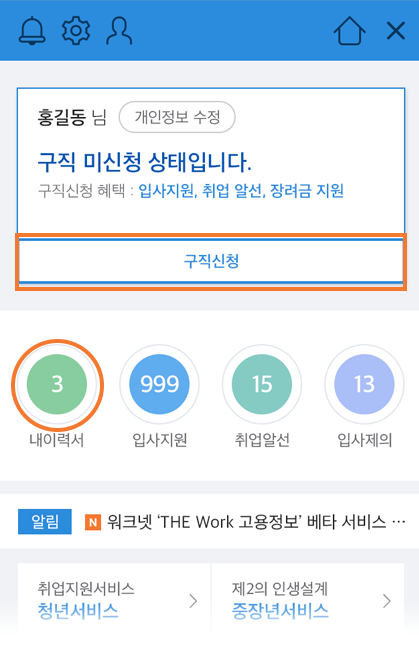 홍길동 님 개인정보 수정
구직 미신청 상태입니다.
구직신청 혜택 : 입사지원, 취업 알선, 장려금 지원
구직신청
3 999 15 13
내이력서 입사지원 취업알선 입사제의
알림 N 워크넷 ‘THE Work 고용정보’ 베타 서비스 ···
취업지원서비스 제2의 인생설계
청년서비스 중장년서비스